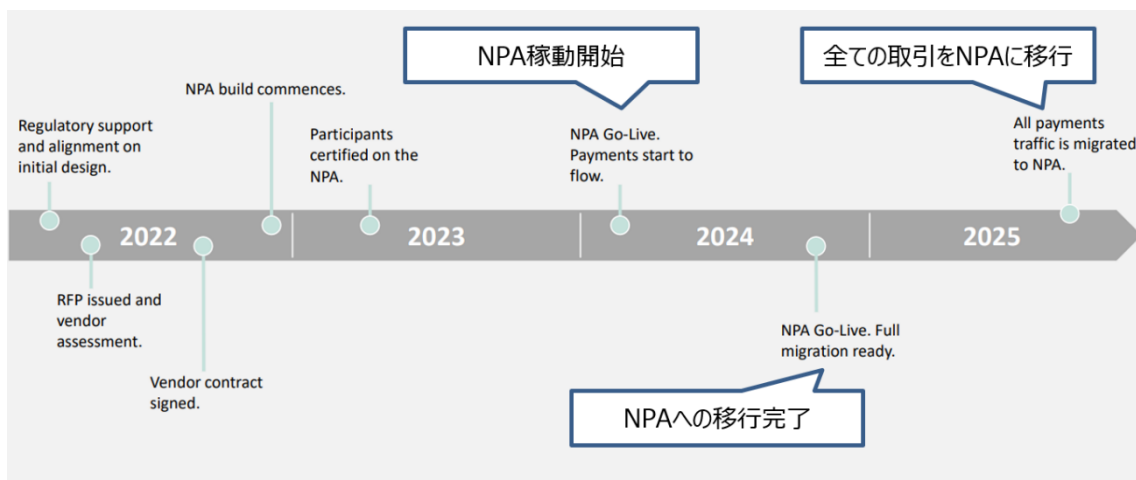 NPA稼動開始
全ての取引をNPAに移行
NPA build commences.
Regulatory support
and alignment on
initial design.
Participants
certified on the
NPA.
NPA Go-Live.
Payments start to
flow.
All payments
traffic is migrated
to NPA.
2022
2023
2024
2025
RFP issued and
vendor
assessment.
Vendor contract
signed.
NPA Go-Live. Full
migration ready.
NPAへの移行完了